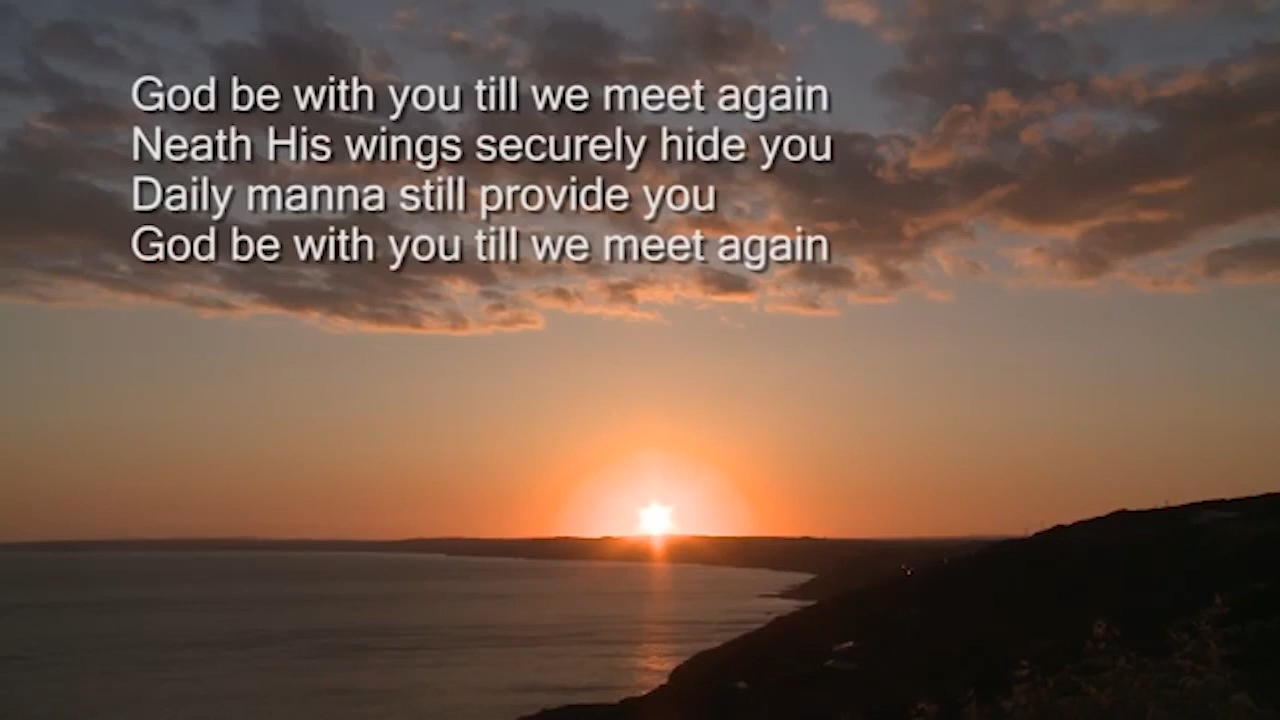 God be with you till we meet again
Neath His wings securely hide you
Daily manna still provide you
God be with you till we meet again